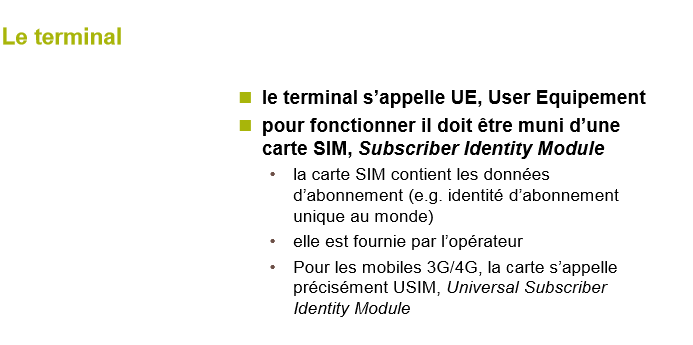 Le terminal
le terminal s’appelle UE, User Equipement
pour fonctionner il doit être muni d’une
carte SIM, Subscriber Identity Module
• la carte SIM contient les données
d’abonnement (e.g. identité d’abonnement
unique au monde)
• elle est fournie par l’opérateur
• Pour les mobiles 3G/4G, la carte s’appelle
précisément USIM, Universal Subscriber
Identity Module